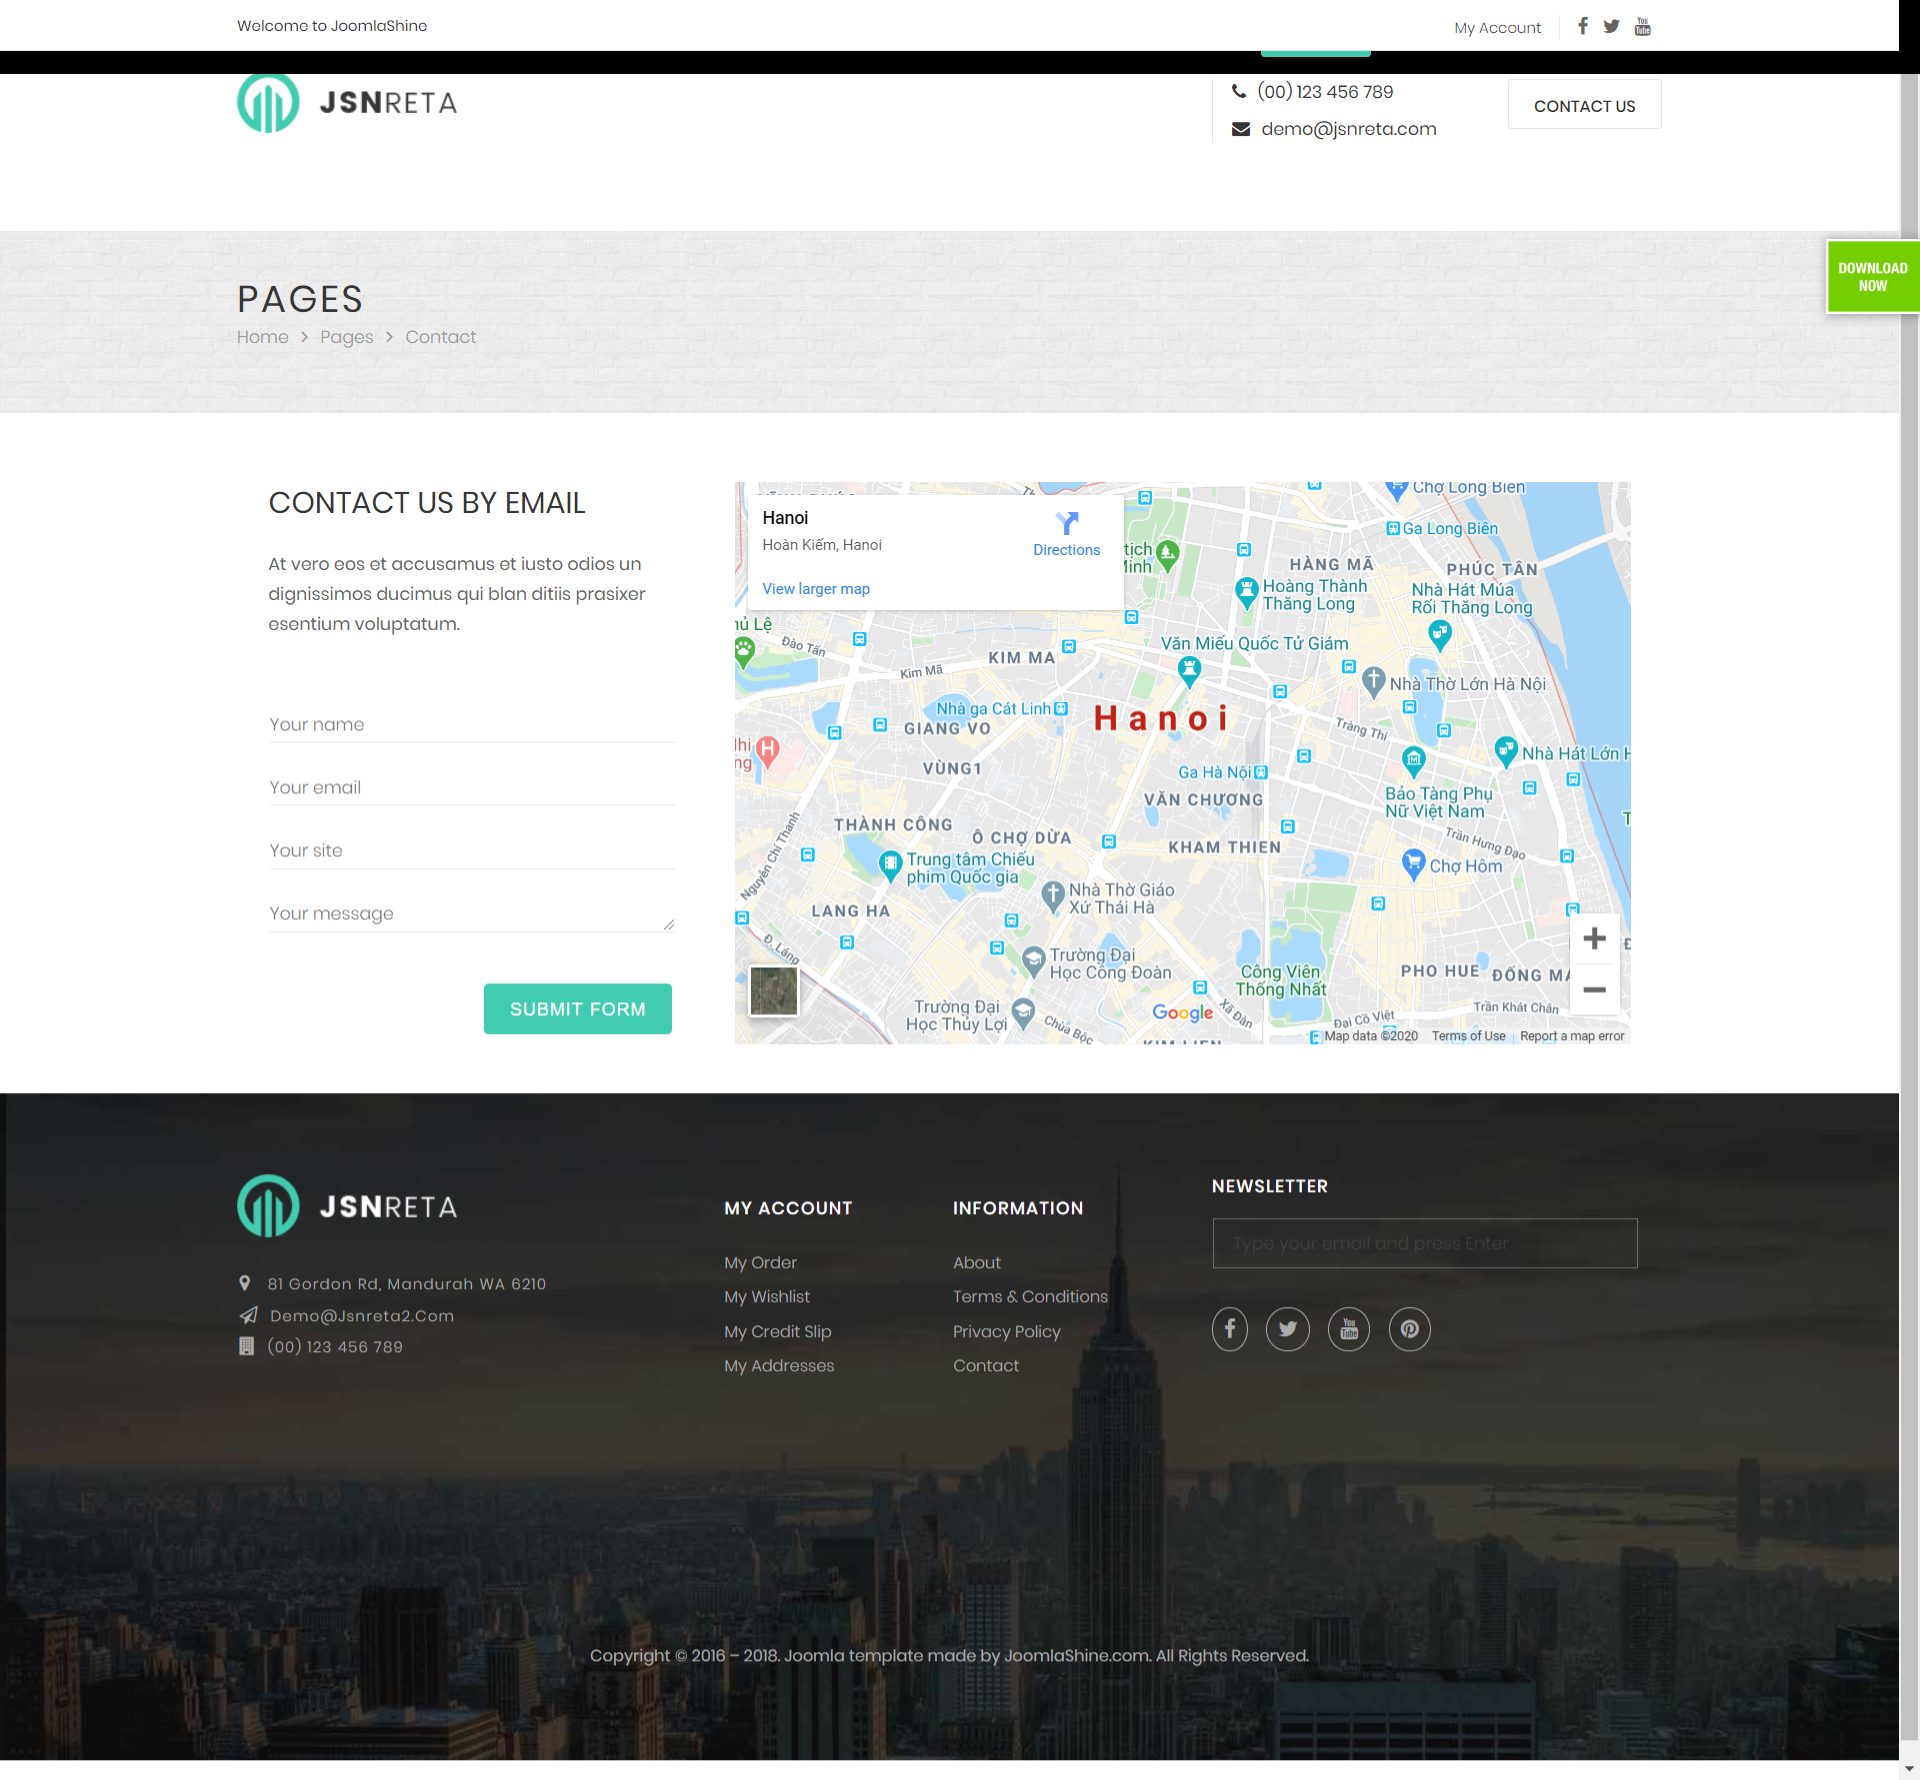 Welcome to JoomlaShine
My Account
JSNRETA
(00) 123 456 789
demo@jsnreta.com
CONTACT US
DOWNLOAD
NOW
PAGES
Home > Pages > Contact
CONTACT US BY EMAIL
At vero eos et accusamus et iusto odios un
dignissimos ducimus qui blan ditiis prasixer
esentium voluptatum.
Your name
Your email
Your site
Your message
SUBMIT FORM
Hanoi
Hoàn Kiếm, Hanoi
Directions
View larger map
Chợ Long Biên
Ga Long Biên
HÀNG MÃ
PHÚC TÂN
Hoàng Thành
Thăng Long
Nhà Hát Múa
Rối Thăng Long
Đào Tấn
Kim Mã
KIM MA
Văn Miếu Quốc Tử Giám
Nhà Thờ Lớn Hà Nội
Nhà ga Cát Linh
GIANG VO
Hanoi
Tràng Thi
Nhà Hát Lớn H
VÙNG1
Ga Hà Nội
VĂN CHƯƠNG
Bảo Tàng Phụ
Nữ Việt Nam
THÀNH CÔNG
Ô CHỢ DỪA
KHAM THIEN
Trần Hưng Đạo
Nguyễn Chí Thanh
Trung tâm Chiếu
phim Quốc gia
Chợ Hôm
Nhà Thờ Giáo
Xứ Thái Hà
LANG HA
Đ. Láng
Trường Đại
Học Công Đoàn
Công Viên
Thống Nhất
PHO HUE
ĐỐNG MÁ
Trường Đại
Học Thủy Lợi
Chùa Bộc
Xã Đàn
Đại Cồ Việt
Trần Khát Chân
KIM LIEN
Google
Map data ©2020
Terms of Use
Report a map error
JSNRETA
81 Gordon Rd, Mandurah WA 6210
Demo@Jsnreta2.Com
(00) 123 456 789
MY ACCOUNT
My Order
My Wishlist
My Credit Slip
My Addresses
INFORMATION
About
Terms & Conditions
Privacy Policy
Contact
NEWSLETTER
Type your email and press Enter
You
Tube
Copyright © 2016 – 2018. Joomla template made by JoomlaShine.com. All Rights Reserved.